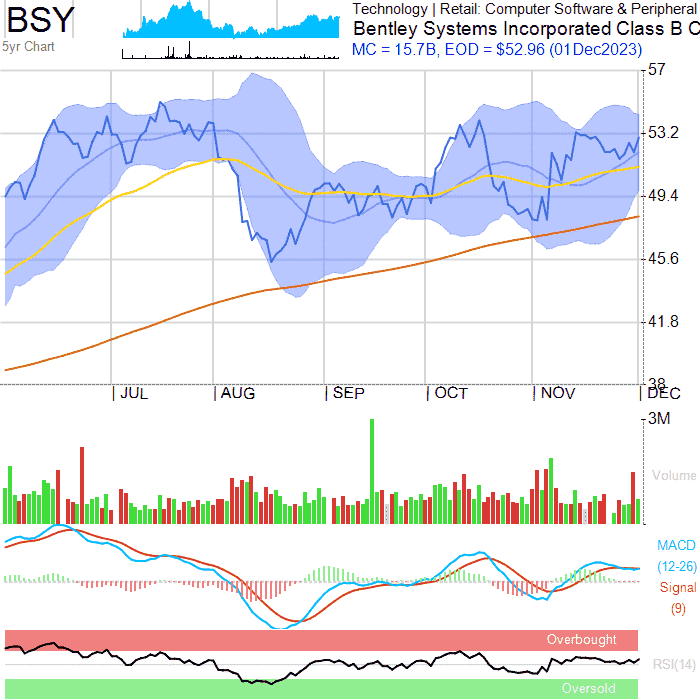 BSY
5yr Chart
Technology | Retail: Computer Software & Peripheral
Bentley Systems Incorporated Class B C
MC = 15.7B, EOD = $52.96 (01Dec2023)
57
53.2
49.4
45.6
41.8
38
| JUL | AUG | SEP | OCT | NOV | DEC
3M
Volume
MACD
(12-26)
Signal
(9)
Overbought
RSI(14)
Oversold